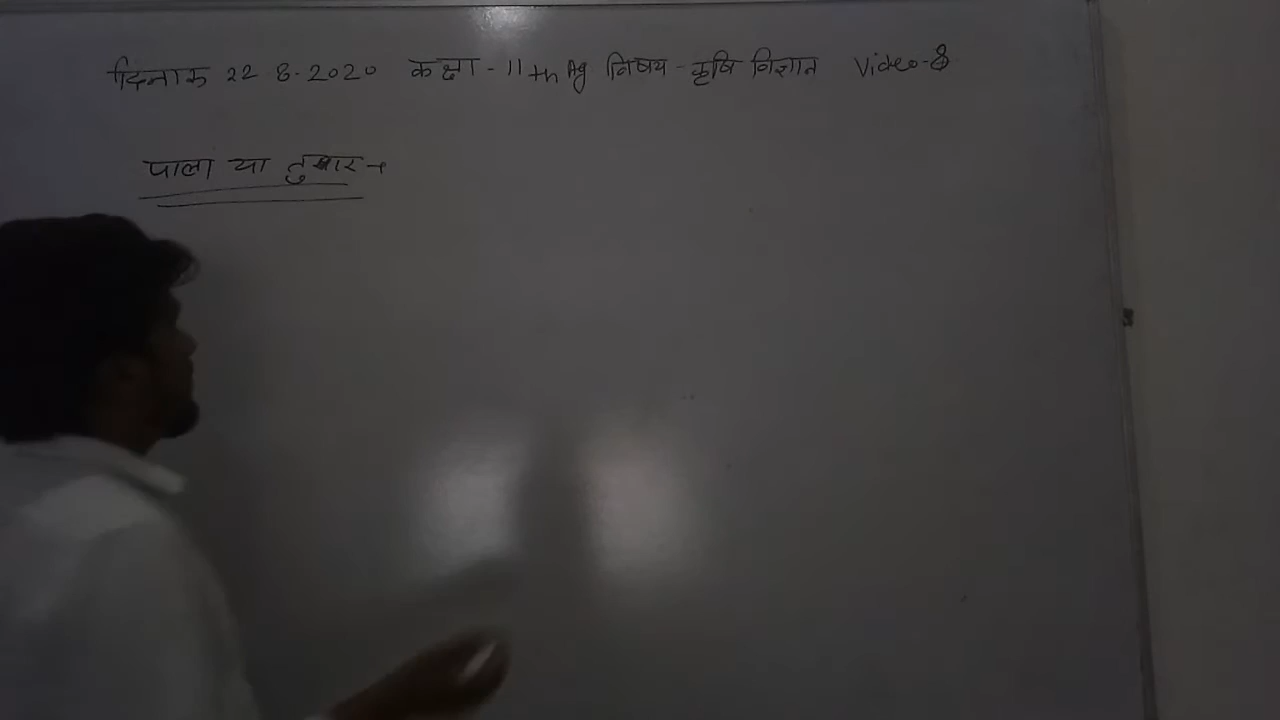 दिनाक 22.8.2020 कक्षा - 11th Ag विषय - कृषि विज्ञान Video-8
पाला या तुषार →